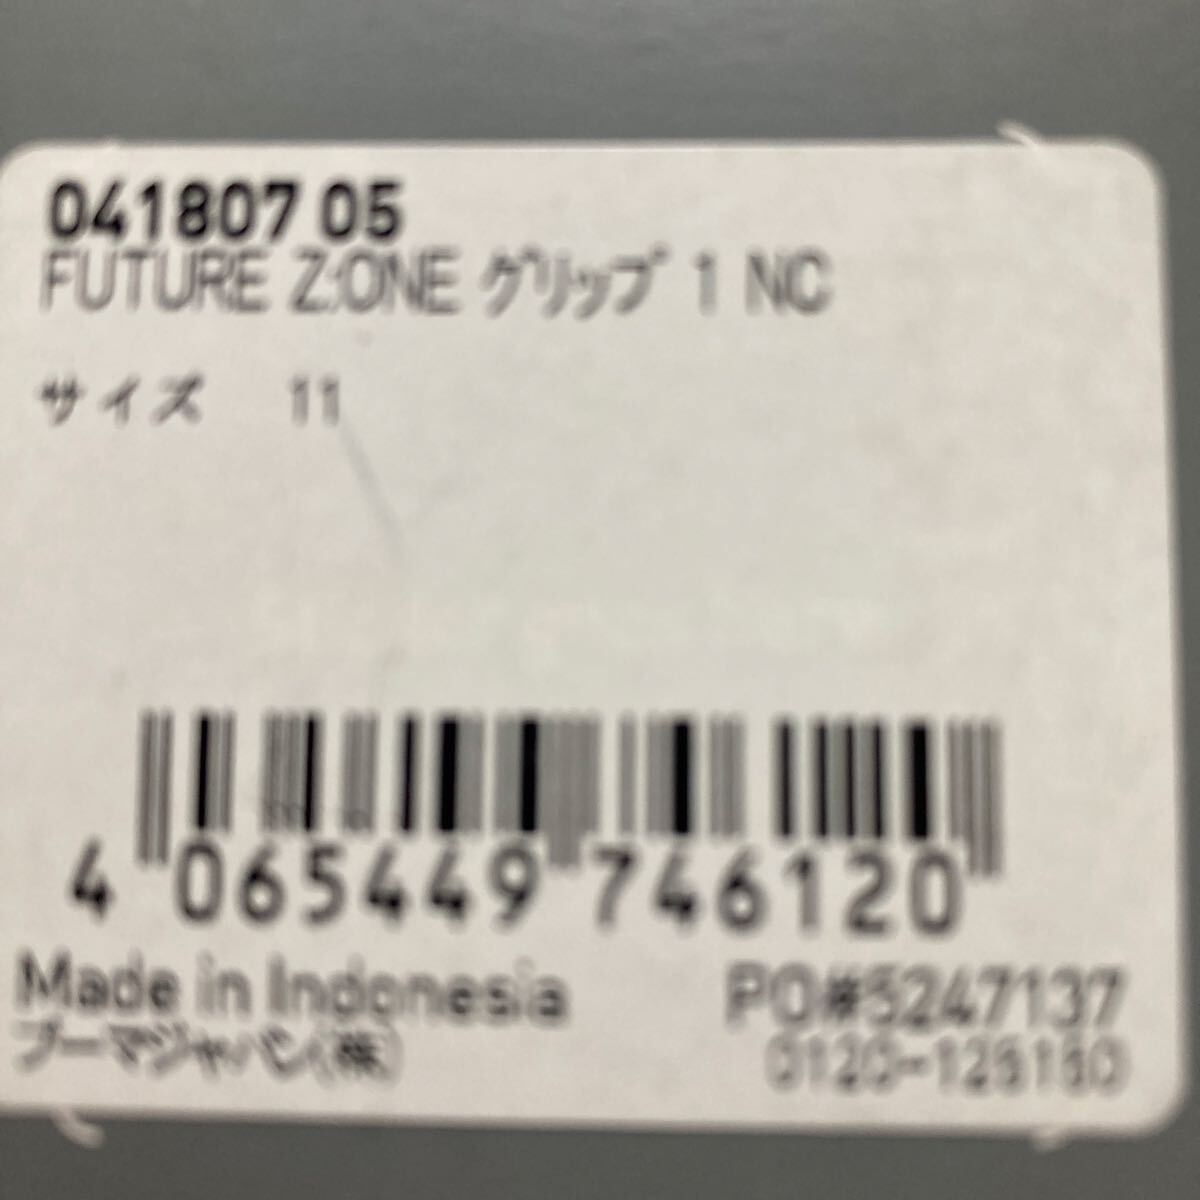 041807 05
FUTURE Z:ONE グリップ 1 NC
サイズ 11
4 065449 746120
Made in Indonesia
PO#5247137
プーマジャパン(株)
0120-125150